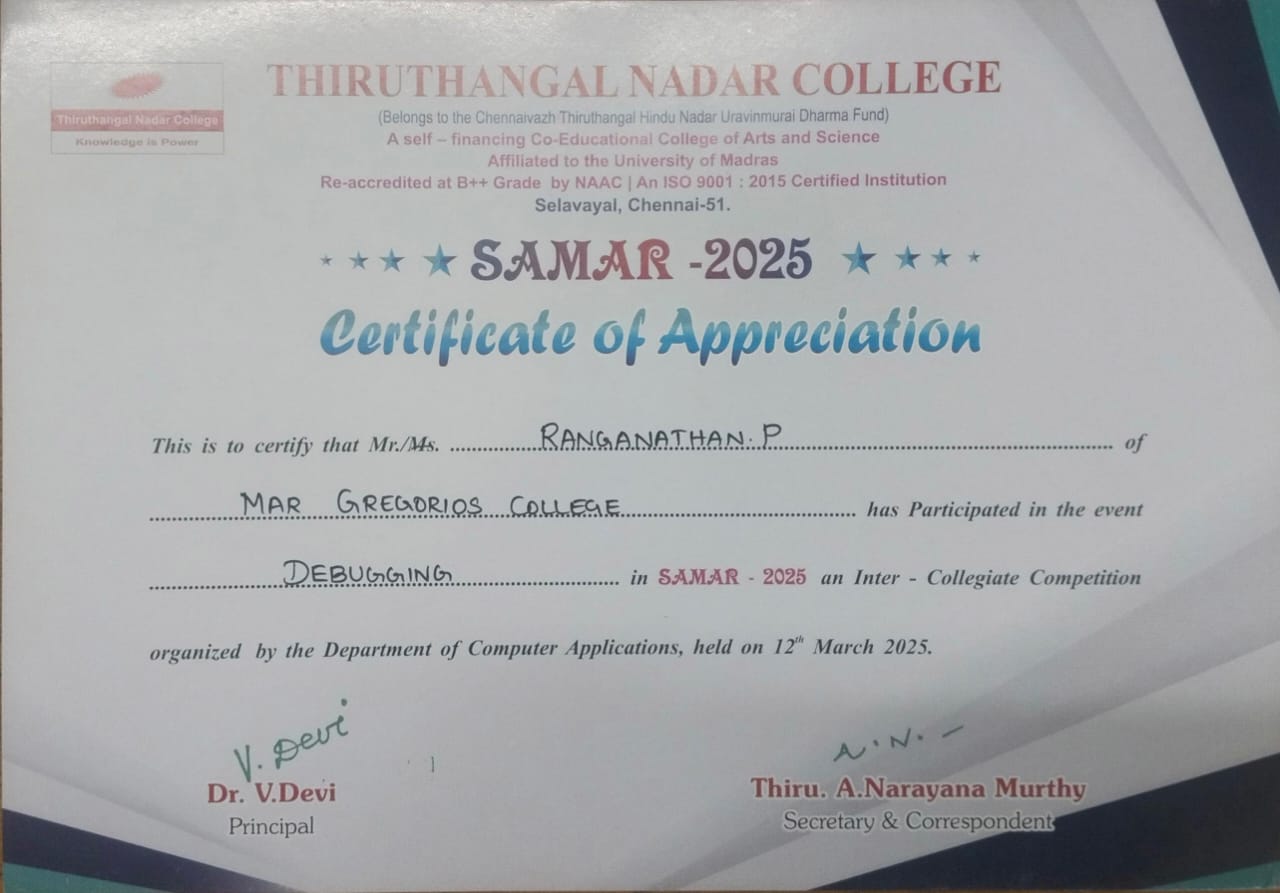 Thiruthangal Nadar College
Knowledge is Power
THIRUTHANGAL NADAR COLLEGE
(Belongs to the Chennaivazh Thiruthangal Hindu Nadar Uravinmurai Dharma Fund)
A self – financing Co-Educational College of Arts and Science
Affiliated to the University of Madras
Re-accredited at B++ Grade by NAAC | An ISO 9001 : 2015 Certified Institution
Selavayal, Chennai-51.
SAMAR -2025
Certificate of Appreciation
This is to certify that Mr./Ms. RANGANATHAN. P of
MAR GREGORIOS COLLEGE has Participated in the event
DEBUGGING in SAMAR - 2025 an Inter - Collegiate Competition
organized by the Department of Computer Applications, held on 12th March 2025.
V. Devi
A. N. –
Dr. V.Devi
Thiru. A.Narayana Murthy
Principal
Secretary & Correspondent